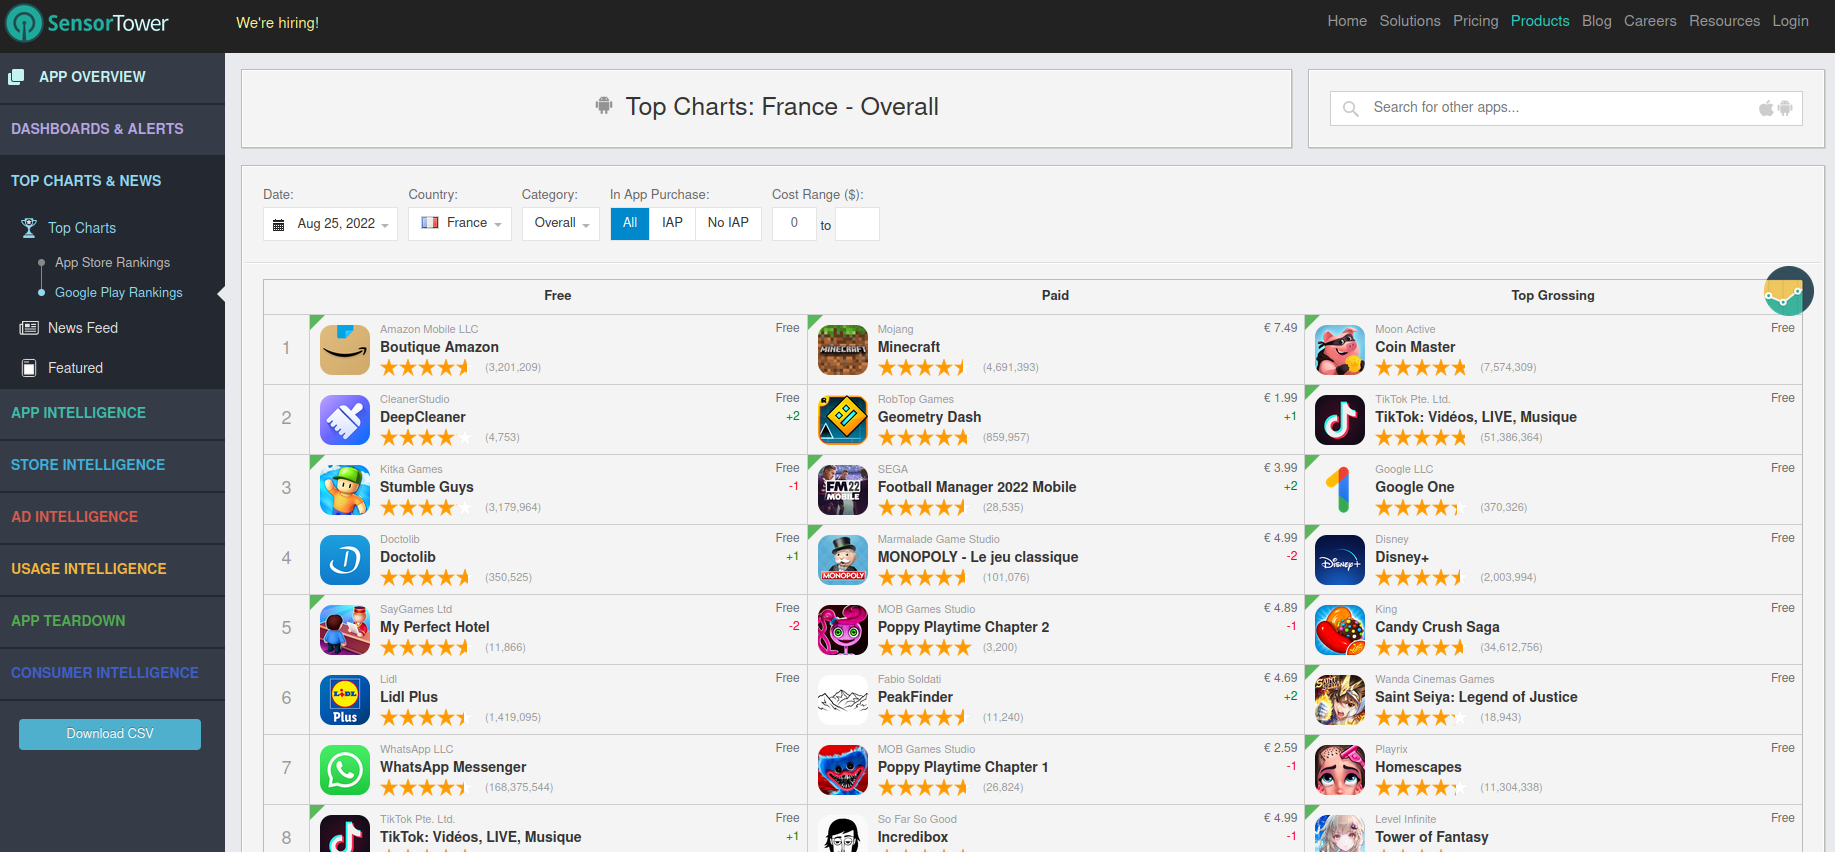 SensorTower
We're hiring!
Home Solutions Pricing Products Blog Careers Resources Login
APP OVERVIEW
DASHBOARDS & ALERTS
TOP CHARTS & NEWS
Top Charts
App Store Rankings
Google Play Rankings
News Feed
Featured
APP INTELLIGENCE
STORE INTELLIGENCE
AD INTELLIGENCE
USAGE INTELLIGENCE
APP TEARDOWN
CONSUMER INTELLIGENCE
Download CSV
Top Charts: France - Overall
Search for other apps...
Date: Country: Category: In App Purchase: Cost Range ($):
Aug 25, 2022 France Overall All IAP No IAP 0 to
Free Paid Top Grossing
1
Amazon Mobile LLC Free
Boutique Amazon
(3,201,209)
MINECRAFT
Mojang € 7.49
Minecraft
(4,691,393)
Moon Active Free
Coin Master
(7,574,309)
2
CleanerStudio Free
DeepCleaner +2
(4,753)
RobTop Games € 1.99
Geometry Dash +1
(859,957)
TikTok Pte. Ltd. Free
TikTok: Vidéos, LIVE, Musique
(51,386,364)
3
Kitka Games Free
Stumble Guys -1
(3,179,964)
FM22
MOBILE
SEGA € 3.99
Football Manager 2022 Mobile +2
(28,535)
Google LLC Free
Google One
(370,326)
4
Doctolib Free
Doctolib +1
(350,525)
MONOPOLY
Marmalade Game Studio € 4.99
MONOPOLY - Le jeu classique -2
(101,076)
Disney+
Disney Free
Disney+
(2,003,994)
5
SayGames Ltd Free
My Perfect Hotel -2
(11,866)
MOB Games Studio € 4.89
Poppy Playtime Chapter 2 -1
(3,200)
King Free
Candy Crush Saga
(34,612,756)
6
LIDL
Plus
Lidl Free
Lidl Plus
(1,419,095)
Fabio Soldati € 4.69
PeakFinder +2
(11,240)
Wanda Cinemas Games Free
Saint Seiya: Legend of Justice
(18,943)
7
WhatsApp LLC Free
WhatsApp Messenger
(168,375,544)
MOB Games Studio € 2.59
Poppy Playtime Chapter 1 -1
(26,824)
Playrix Free
Homescapes
(11,304,338)
8
TikTok Pte. Ltd. Free
TikTok: Vidéos, LIVE, Musique +1
So Far So Good € 4.99
Incredibox -1
Level Infinite Free
Tower of Fantasy